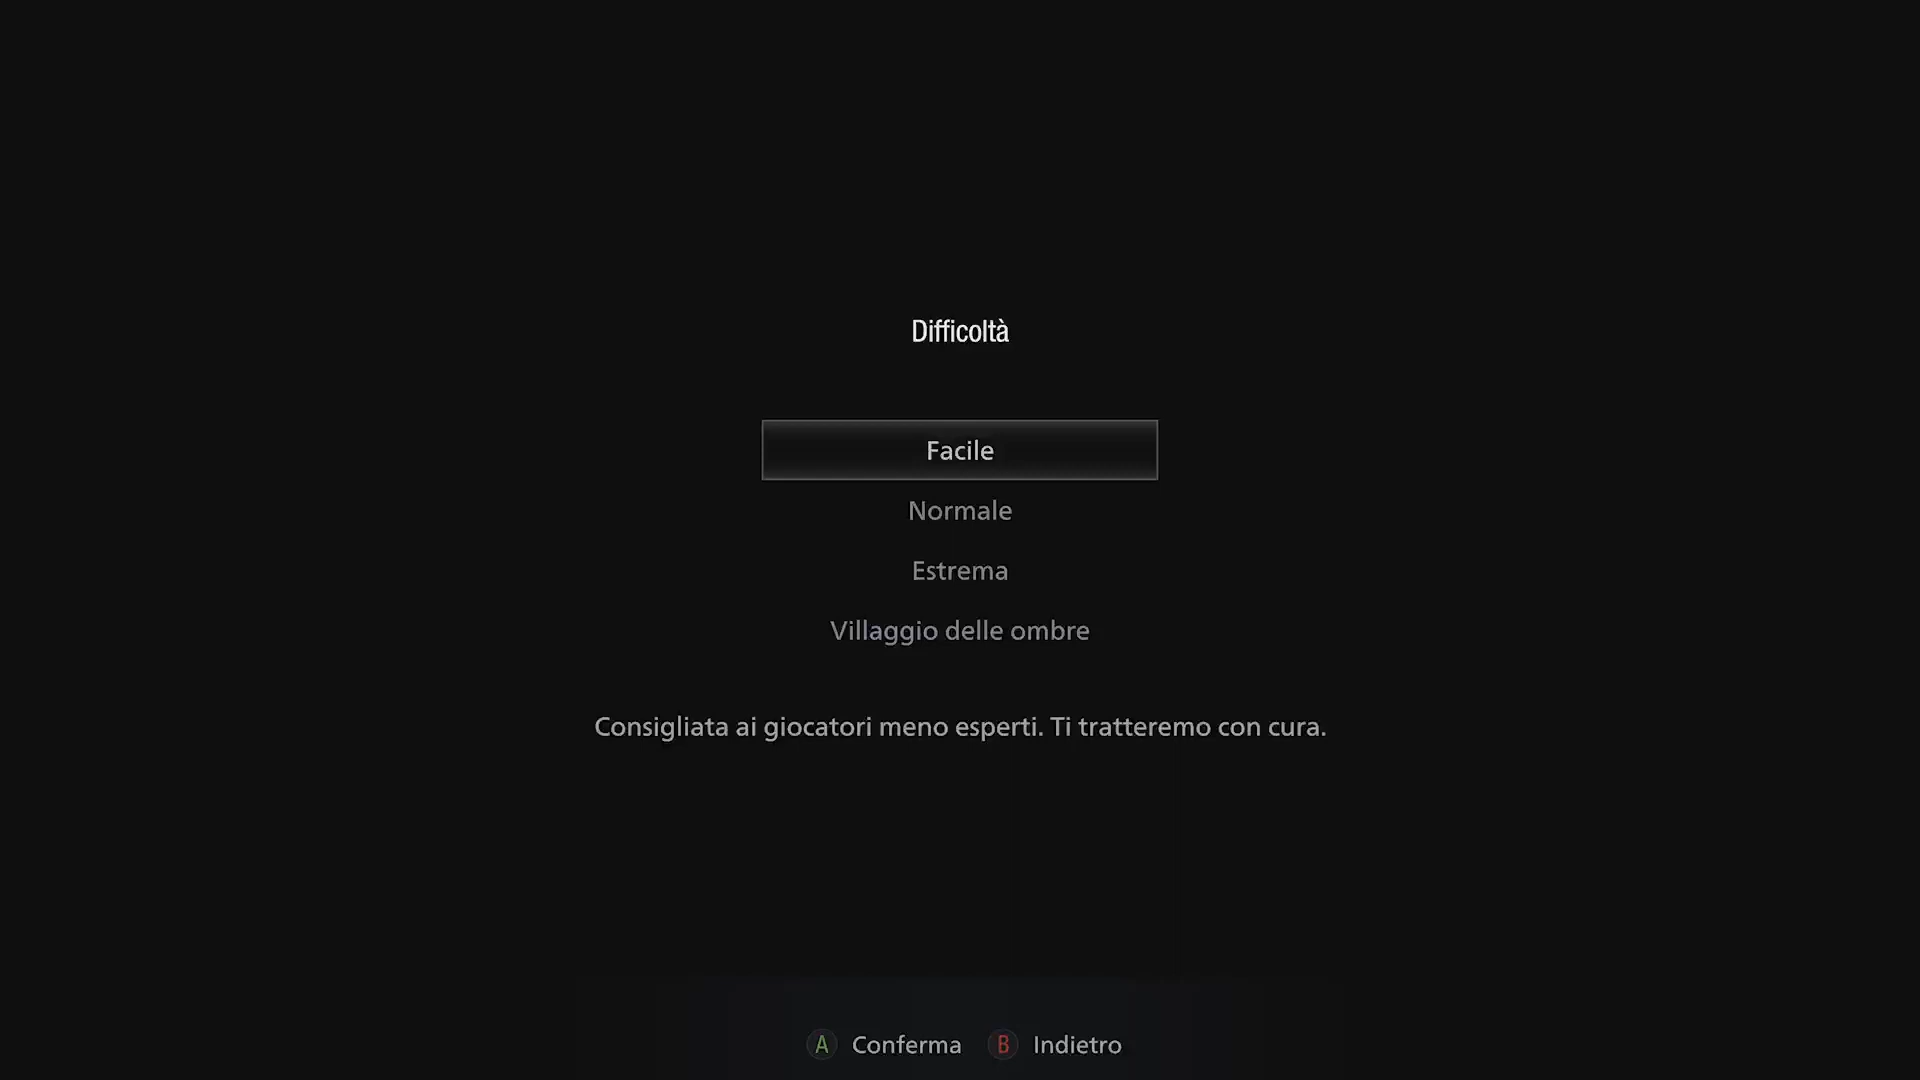 Difficoltà
Facile
Normale
Estrema
Villaggio delle ombre
Consigliata ai giocatori meno esperti. Ti tratteremo con cura.
A Conferma B Indietro